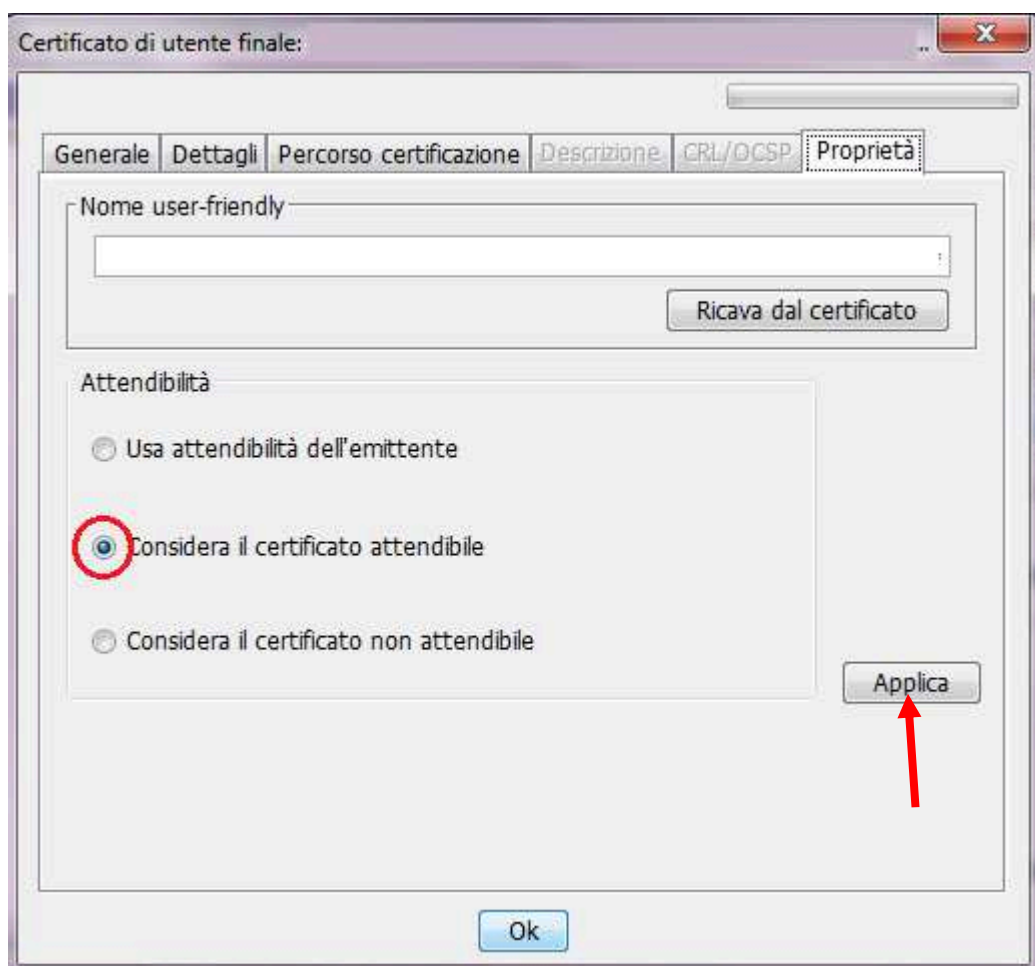 Certificato di utente finale:
Generale Dettagli Percorso certificazione Descrizione CRL/OCSP Proprietà
Nome user-friendly
Ricava dal certificato
Attendibilità
Usa attendibilità dell'emittente
Considera il certificato attendibile
Considera il certificato non attendibile
Applica
Ok